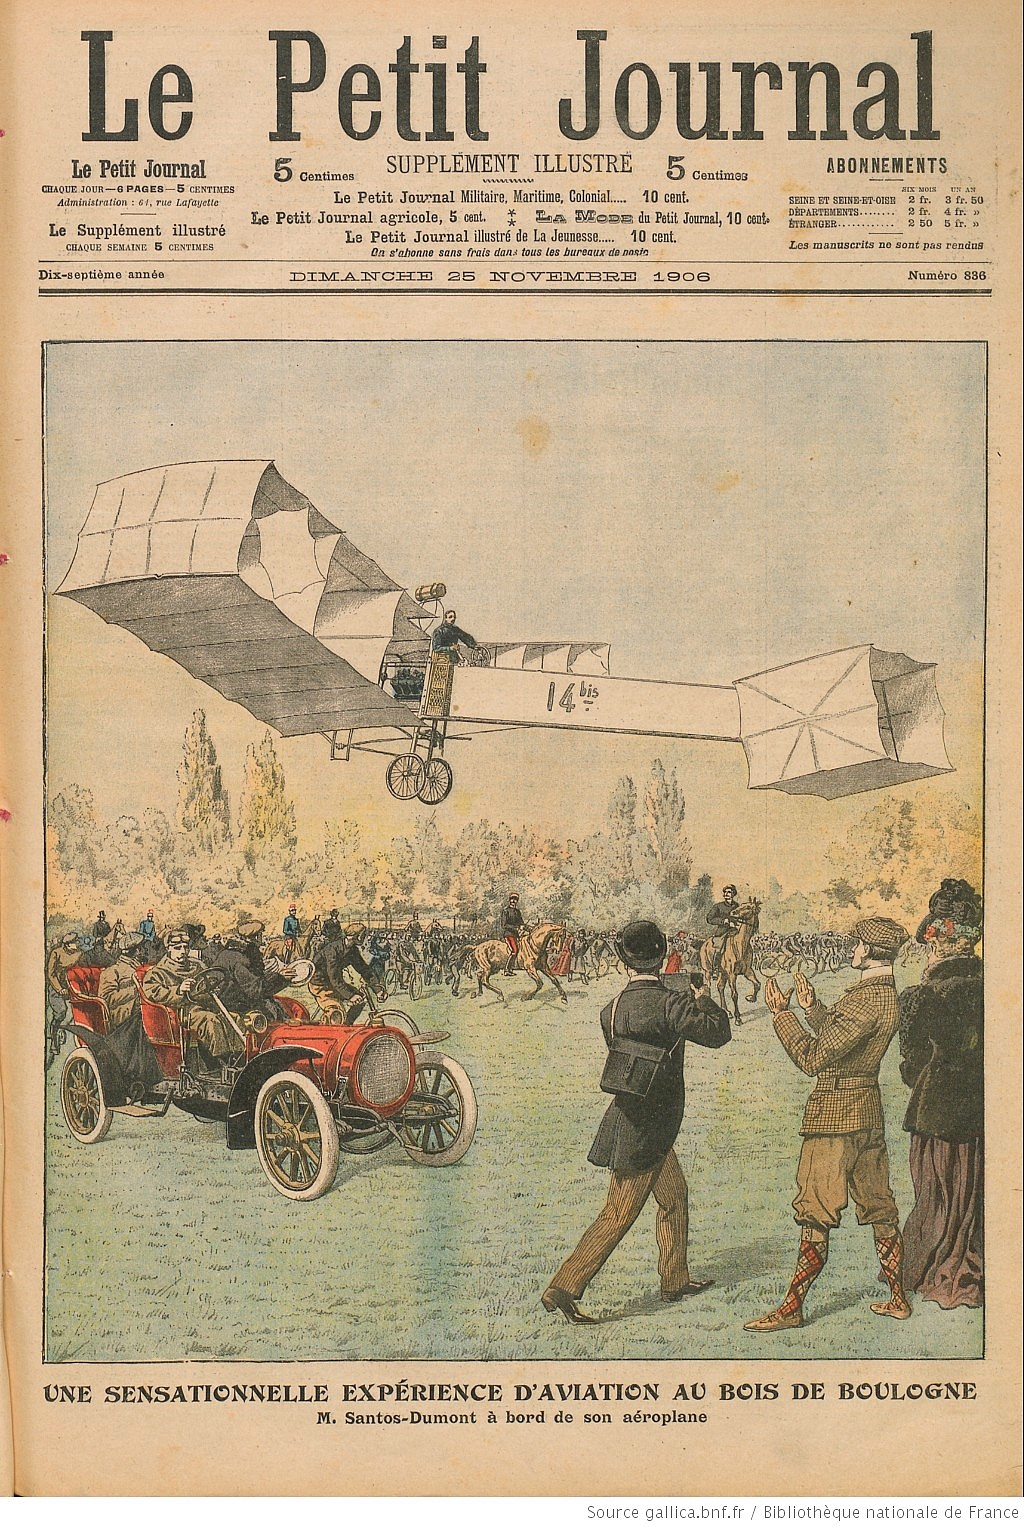 Le Petit Journal
Le Petit Journal
CHAQUE JOUR—6 PAGES—5 CENTIMES
Administration : 61, rue Lafayette
Le Supplément illustré
CHAQUE SEMAINE 5 CENTIMES
5 Centimes
SUPPLÉMENT ILLUSTRÉ
5 Centimes
Le Petit Journal Militaire, Maritime, Colonial..... 10 cent.
Le Petit Journal agricole, 5 cent. ⁂ LA MODE du Petit Journal, 10 cent.
Le Petit Journal illustré de La Jeunesse..... 10 cent.
On s'abonne sans frais dans tous les bureaux de poste
ABONNEMENTS
SIX MOIS UN AN
SEINE ET SEINE-ET-OISE 2 fr. 3 fr. 50
DÉPARTEMENTS........ 2 fr. 4 fr. »
ÉTRANGER............ 2 50 5 fr. »
Les manuscrits ne sont pas rendus
Dix-septième année
DIMANCHE 25 NOVEMBRE 1906
Numéro 836
14 bis
UNE SENSATIONNELLE EXPÉRIENCE D'AVIATION AU BOIS DE BOULOGNE
M. Santos-Dumont à bord de son aéroplane
Source gallica.bnf.fr / Bibliothèque nationale de France